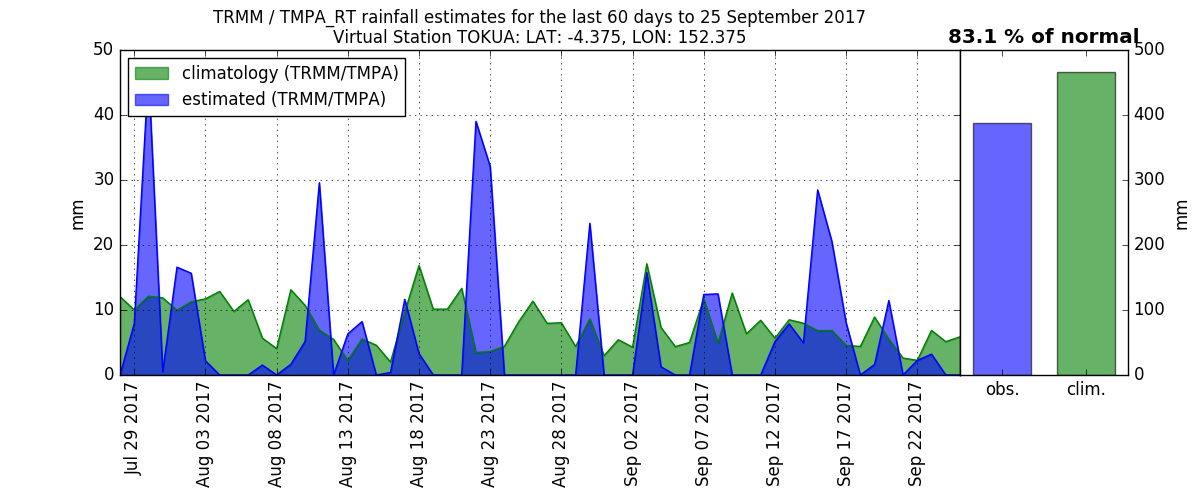 TRMM / TMPA_RT rainfall estimates for the last 60 days to 25 September 2017
Virtual Station TOKUA: LAT: -4.375, LON: 152.375
83.1 % of normal
climatology (TRMM/TMPA)
estimated (TRMM/TMPA)
50
40
30
20
10
0
mm
500
400
300
200
100
0
mm
obs.
clim.
Jul 29 2017
Aug 03 2017
Aug 08 2017
Aug 13 2017
Aug 18 2017
Aug 23 2017
Aug 28 2017
Sep 02 2017
Sep 07 2017
Sep 12 2017
Sep 17 2017
Sep 22 2017